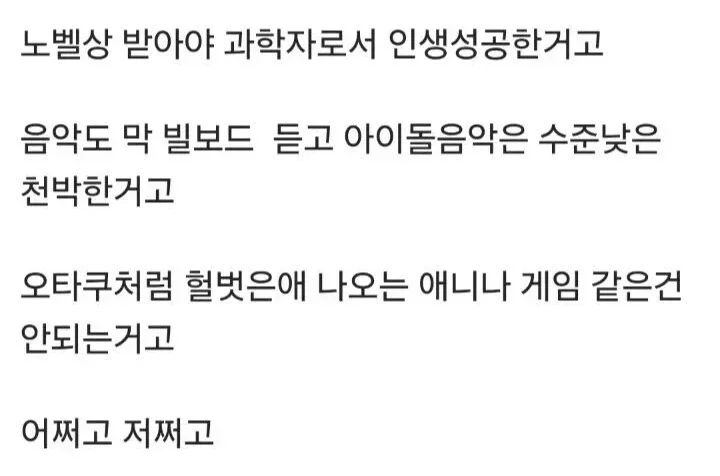 노벨상 받아야 과학자로서 인생성공한거고
음악도 막 빌보드  듣고 아이돌음악은 수준낮은
천박한거고
오타쿠처럼 헐벗은애 나오는 애니나 게임 같은건
안되는거고
어쩌고 저쩌고